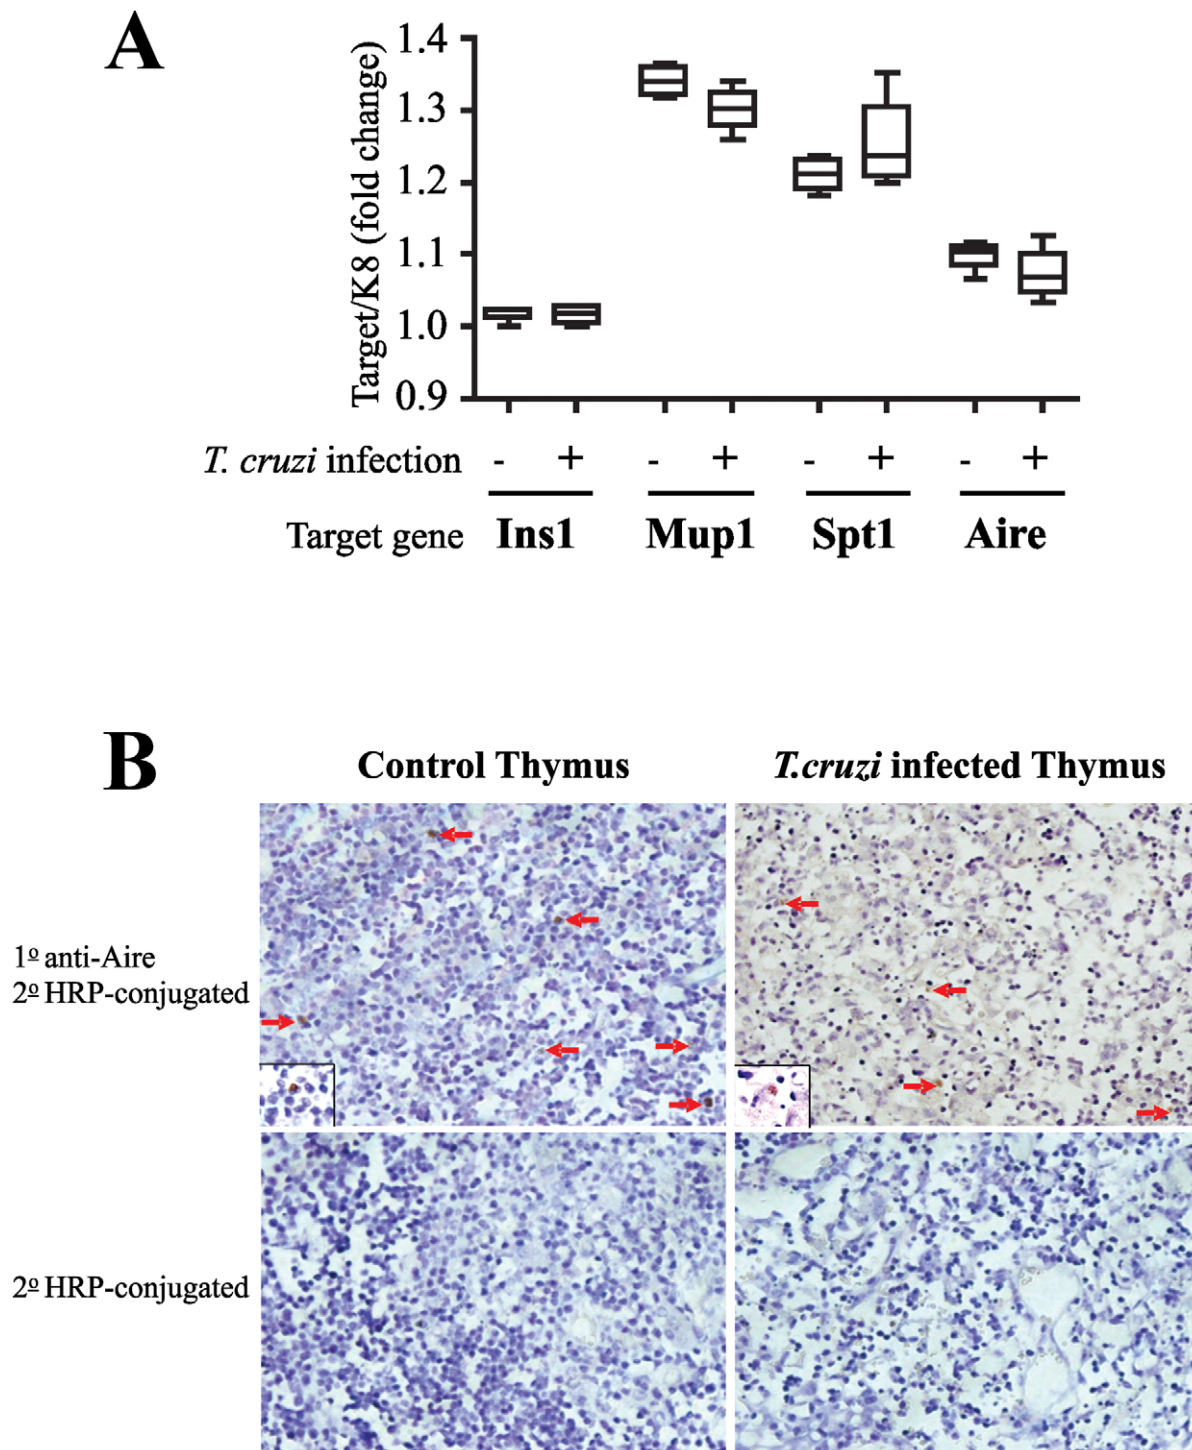 A
Target/K8 (fold change)
1.4
1.3
1.2
1.1
1.0
0.9
T. cruzi infection - + - + - + - +
Target gene Ins1 Mup1 Spt1 Aire
B
Control Thymus T.cruzi infected Thymus
1º anti-Aire
2º HRP-conjugated
2º HRP-conjugated